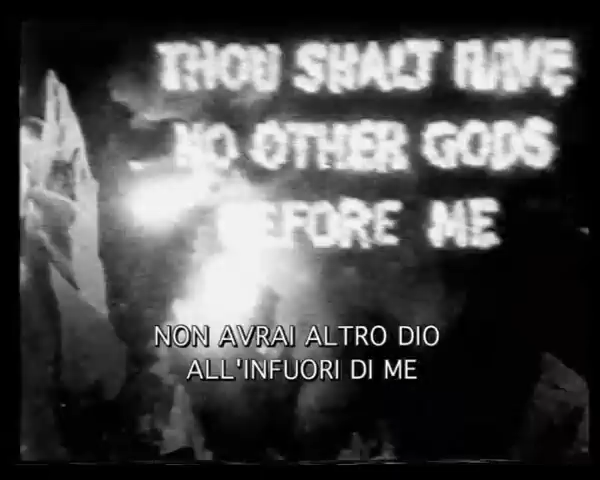 THOU SHALT HAVE
NO OTHER GODS
BEFORE ME
NON AVRAI ALTRO DIO
ALL'INFUORI DI ME